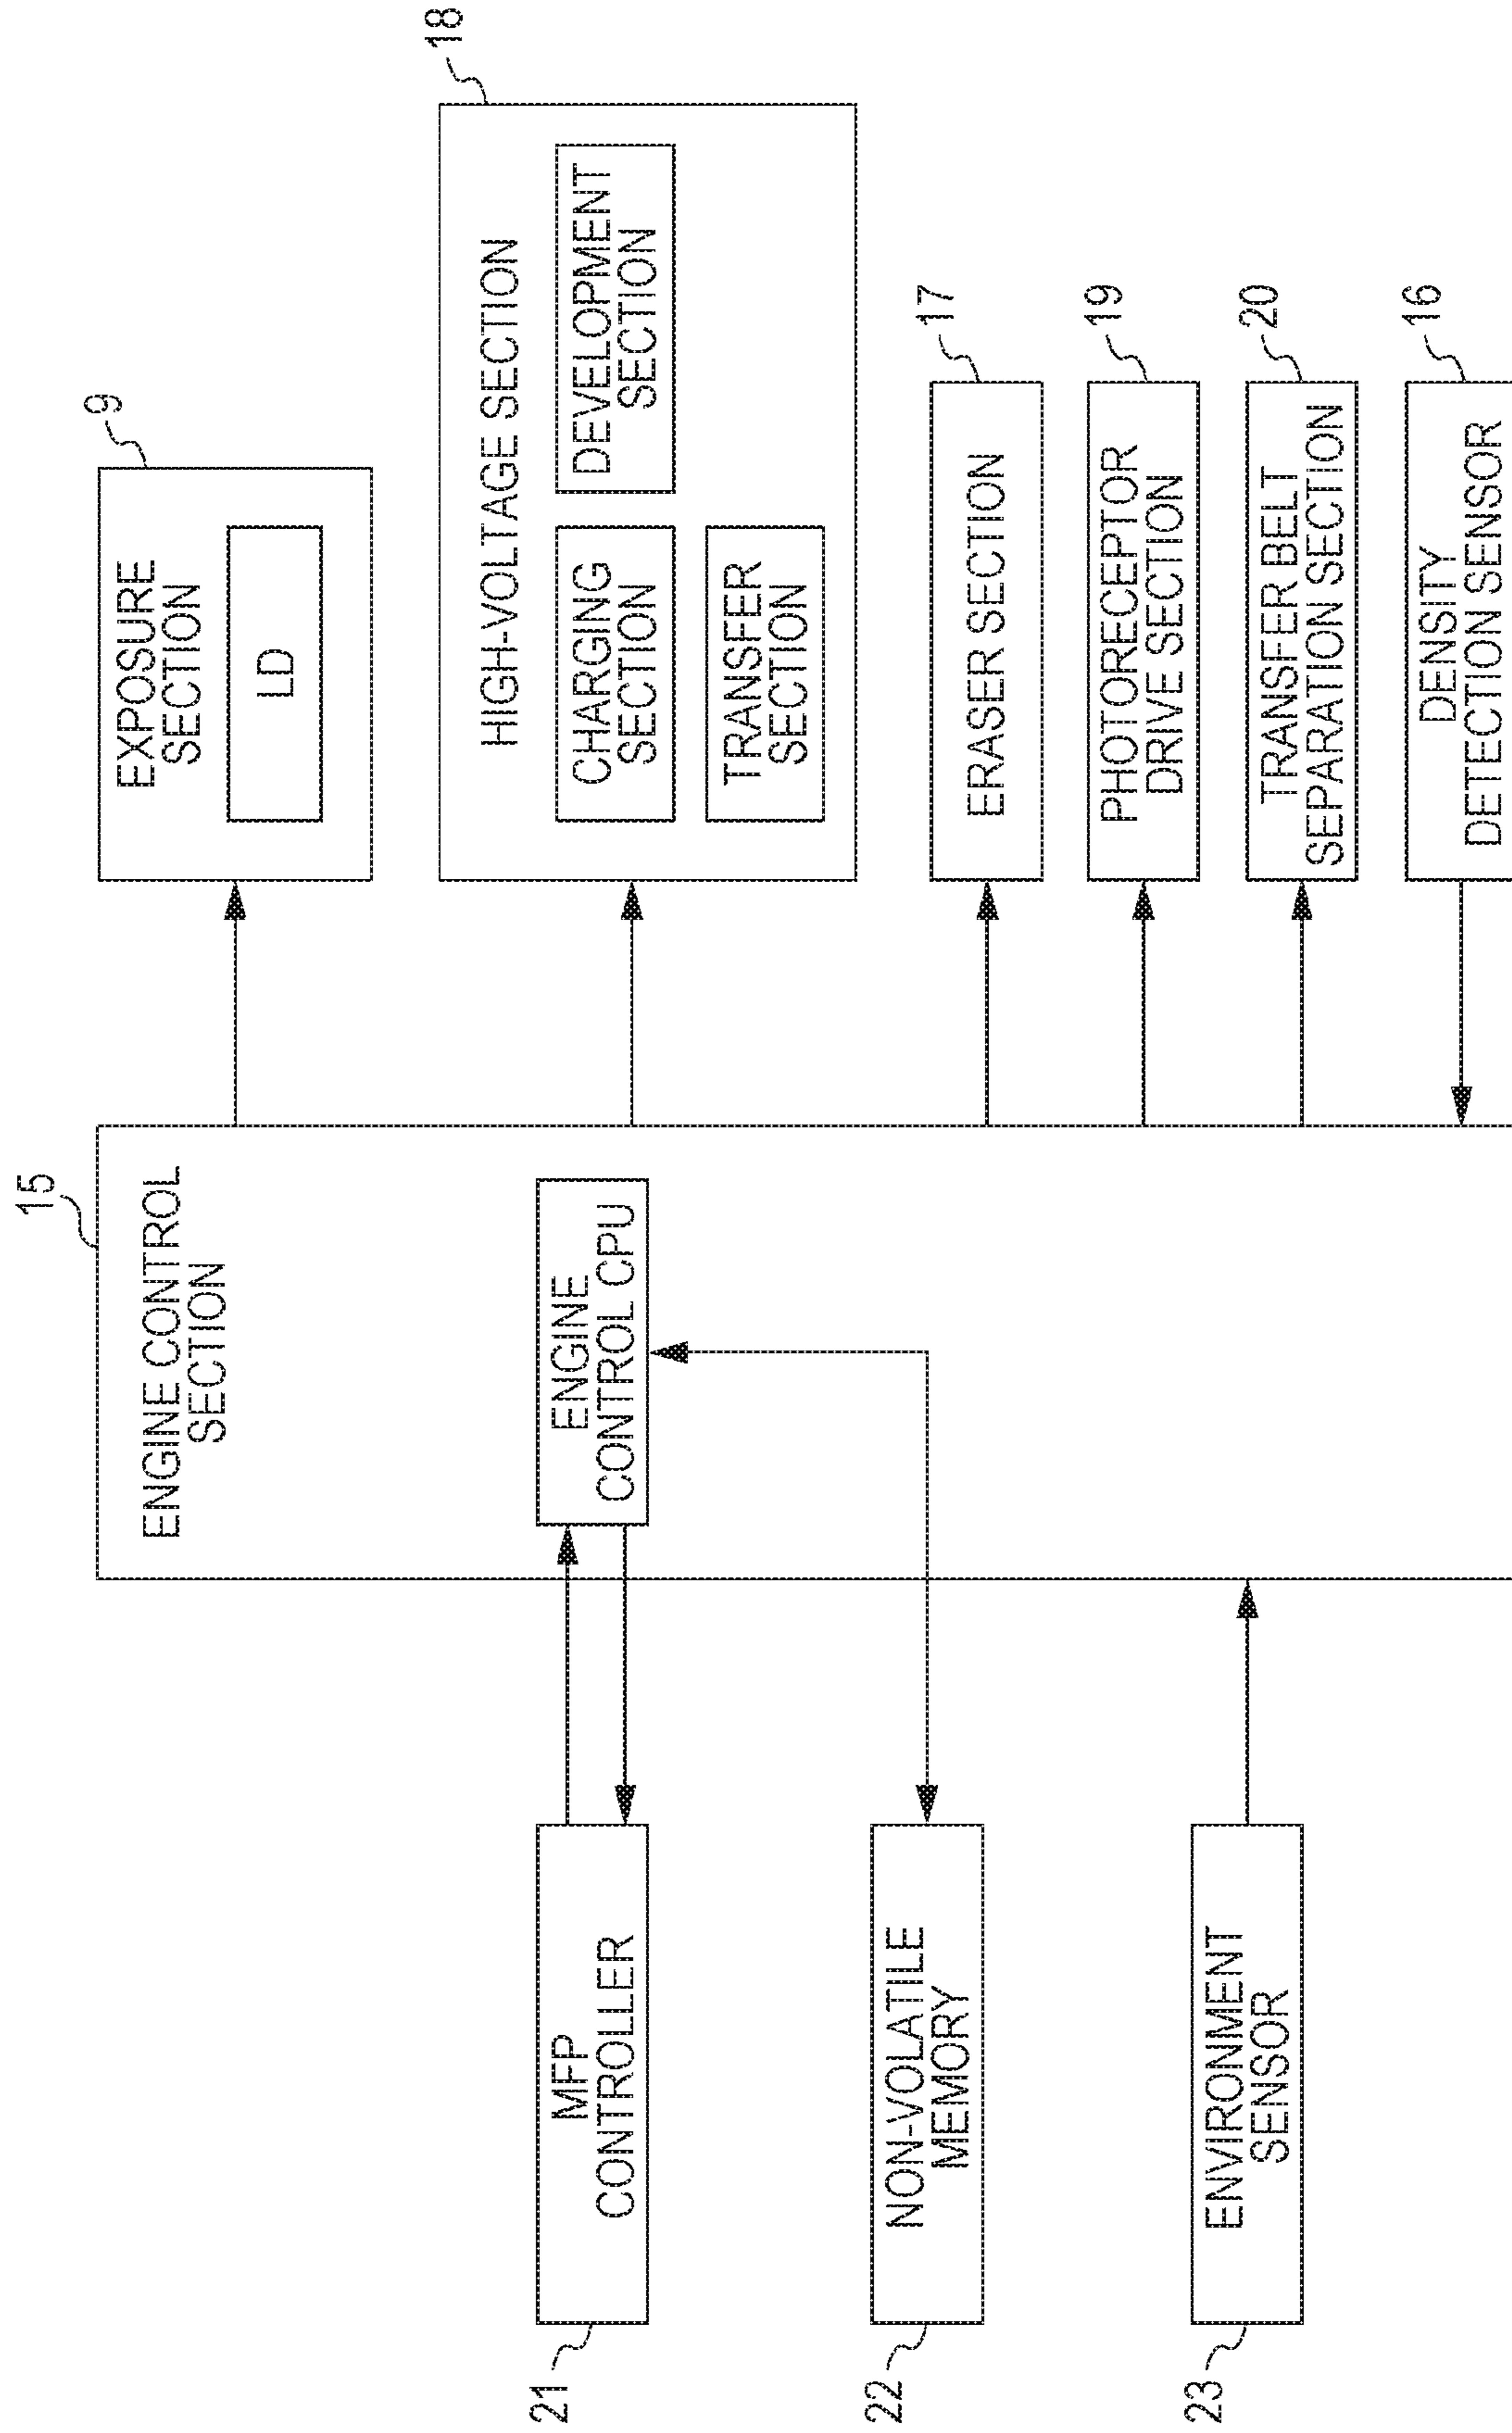 15
ENGINE CONTROL
SECTION
ENGINE
CONTROL CPU
21
MFP
CONTROLLER
22
NON-VOLATILE
MEMORY
23
ENVIRONMENT
SENSOR
9
EXPOSURE
SECTION
LD
18
HIGH-VOLTAGE SECTION
CHARGING
SECTION
DEVELOPMENT
SECTION
TRANSFER
SECTION
17
ERASER SECTION
19
PHOTORECEPTOR
DRIVE SECTION
20
TRANSFER BELT
SEPARATION SECTION
16
DENSITY
DETECTION SENSOR